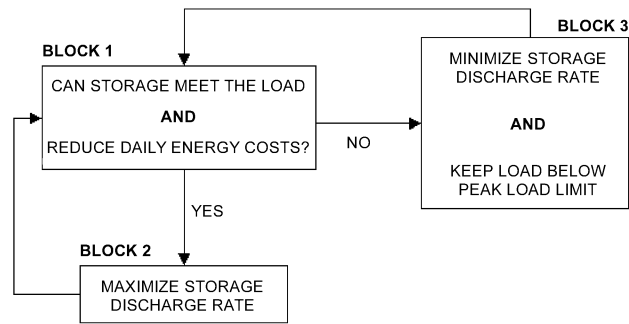 BLOCK 1
CAN STORAGE MEET THE LOAD
AND
REDUCE DAILY ENERGY COSTS?
NO
YES
BLOCK 2
MAXIMIZE STORAGE
DISCHARGE RATE
BLOCK 3
MINIMIZE STORAGE
DISCHARGE RATE
AND
KEEP LOAD BELOW
PEAK LOAD LIMIT